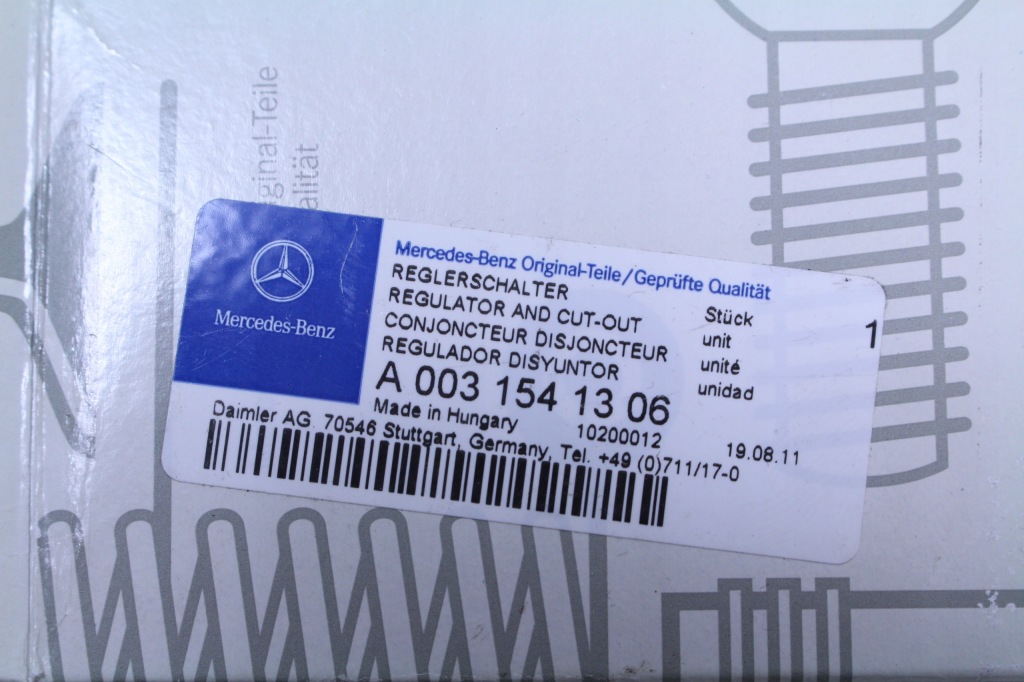 Original-Teile
Qualität
Mercedes-Benz
Mercedes-Benz Original-Teile/Geprüfte Qualität
REGLERSCHALTER
REGULATOR AND CUT-OUT
CONJONCTEUR DISJONCTEUR
REGULADOR DISYUNTOR
Stück
unit
unité
unidad
1
A 003 154 13 06
Made in Hungary 10200012 19.08.11
Daimler AG 70546 Stuttgart, Germany, Tel. +49 (0)711/17-0